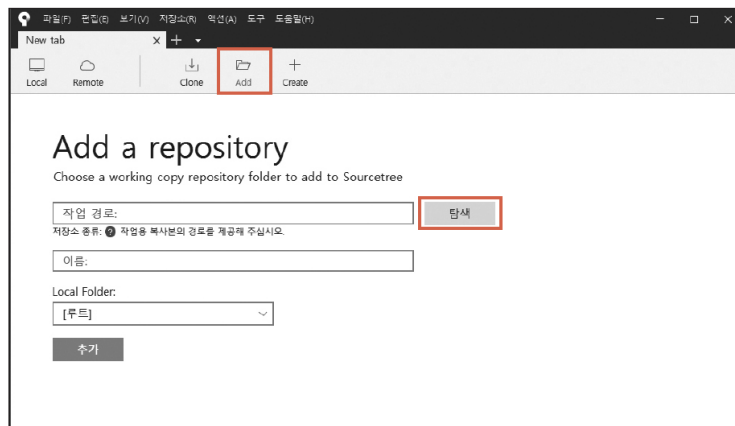 파일(F) 편집(E) 보기(V) 저장소(R) 액션(A) 도구 도움말(H)
New tab
Local Remote Clone Add Create
Add a repository
Choose a working copy repository folder to add to Sourcetree
작업 경로: 탐색
저장소 종류: ? 작업용 복사본의 경로를 제공해 주십시오.
이름:
Local Folder:
[루트]
추가